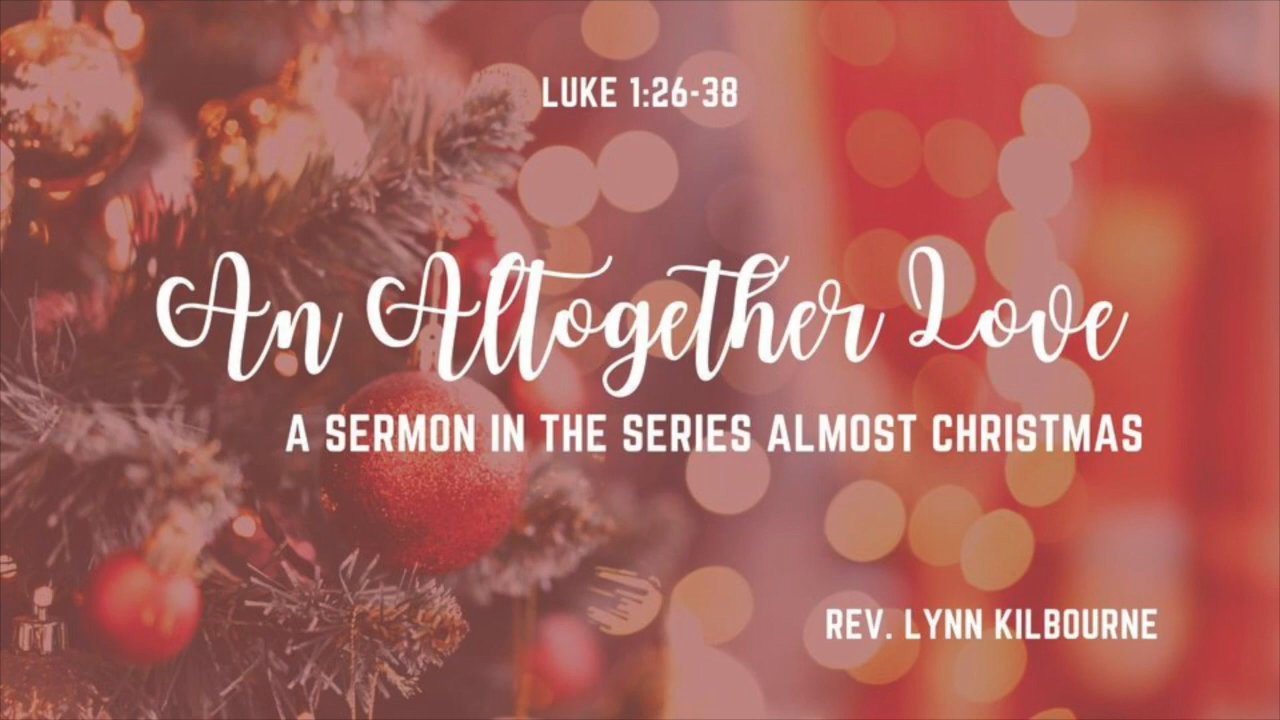 LUKE 1:26-38
An Altogether Love
A SERMON IN THE SERIES ALMOST CHRISTMAS
REV. LYNN KILBOURNE